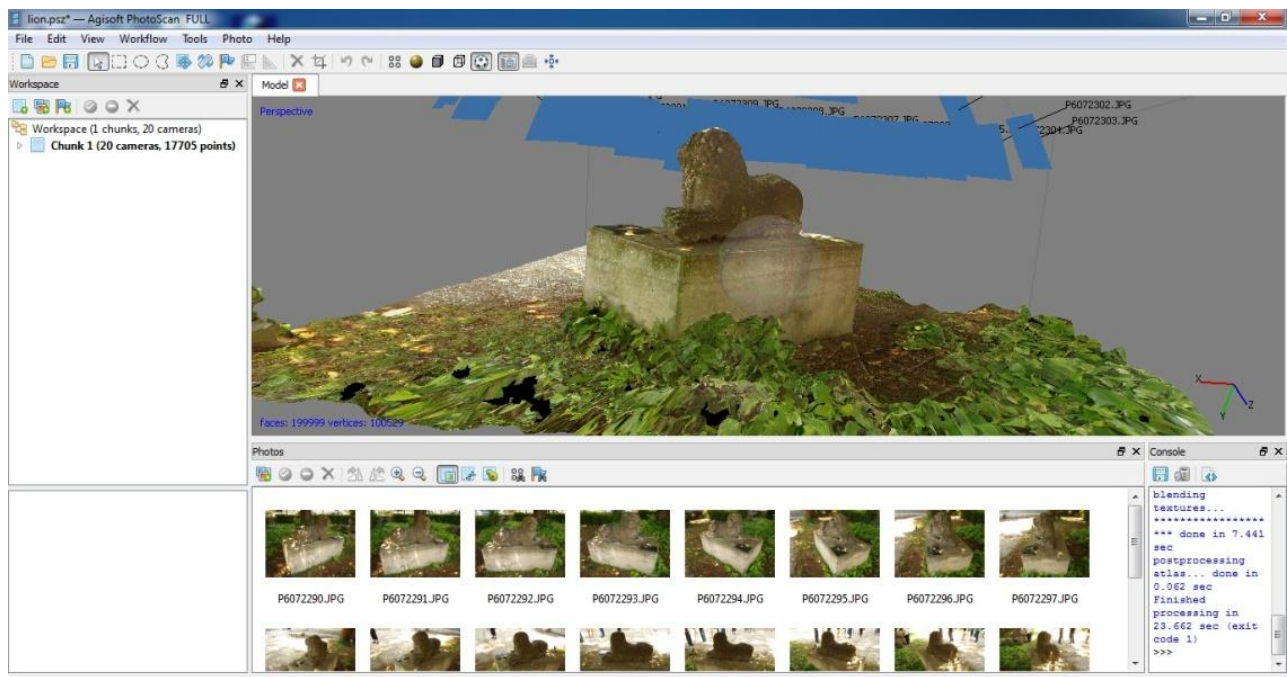 lion.psz* — Agisoft PhotoScan FULL
File Edit View Workflow Tools Photo Help
Workspace
Workspace (1 chunks, 20 cameras)
Chunk 1 (20 cameras, 17705 points)
Model
Perspective
P6072302.JPG
P6072303.JPG
faces: 199999 vertices: 100529
X
Y
Z
Photos
P6072290.JPG P6072291.JPG P6072292.JPG P6072293.JPG P6072294.JPG P6072295.JPG P6072296.JPG P6072297.JPG
Console
blending
textures...
*****************
*** done in 7.441
sec
postprocessing
atlas... done in
0.062 sec
Finished
processing in
23.662 sec (exit
code 1)
>>>